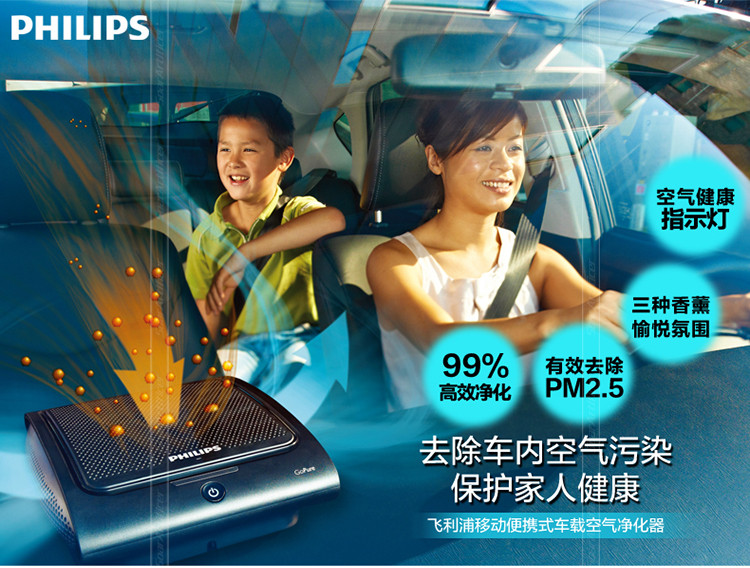 PHILIPS
空气健康
指示灯
三种香薰
愉悦氛围
99%
高效净化
有效去除
PM2.5
PHILIPS
GoPure
去除车内空气污染
保护家人健康
飞利浦移动便携式车载空气净化器